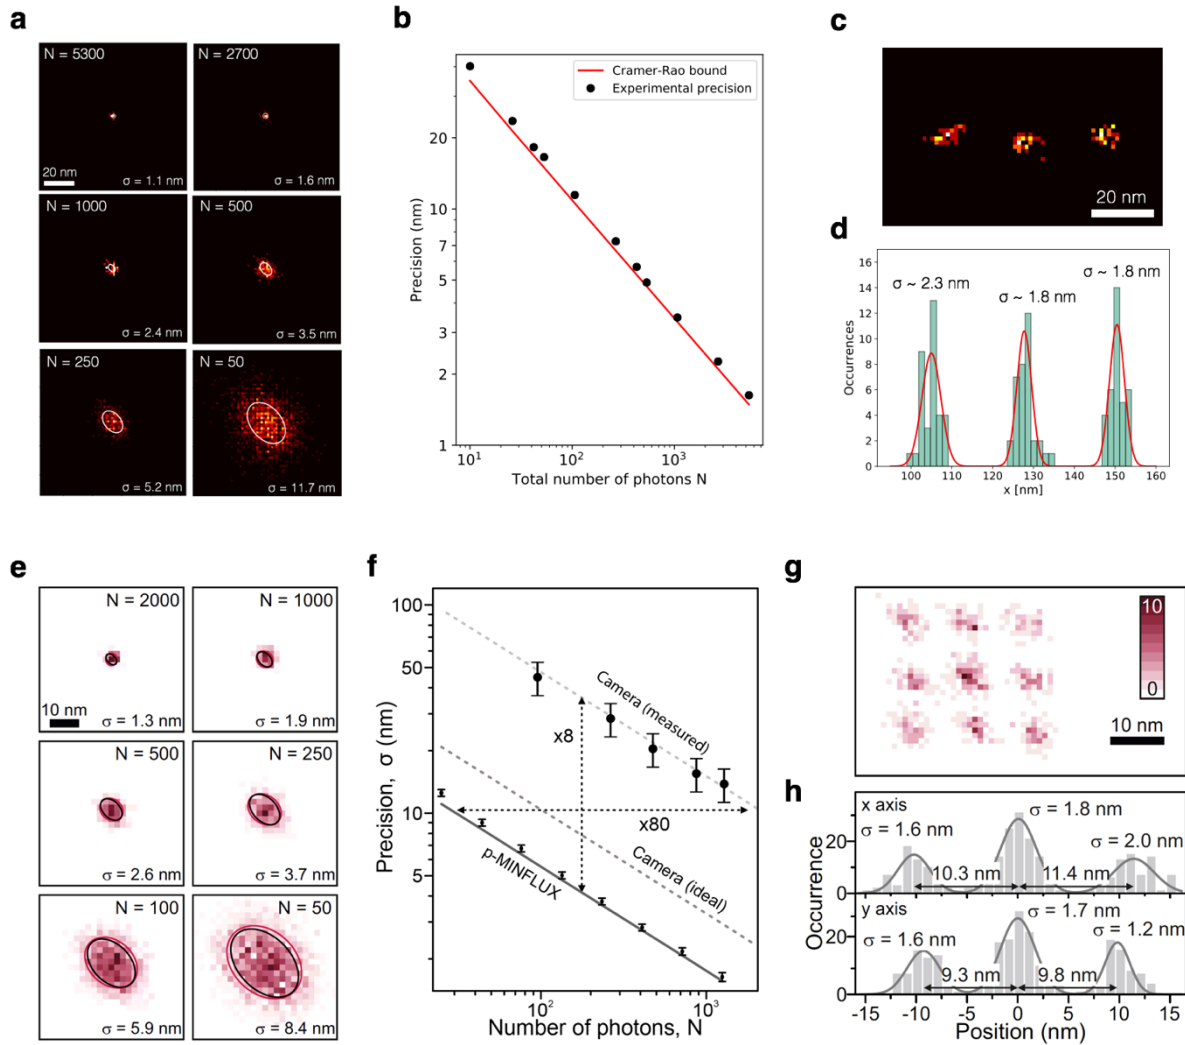 a
N = 5300
σ = 1.1 nm
20 nm
N = 2700
σ = 1.6 nm
N = 1000
σ = 2.4 nm
N = 500
σ = 3.5 nm
N = 250
σ = 5.2 nm
N = 50
σ = 11.7 nm
b
Cramer-Rao bound
Experimental precision
Precision (nm)
20
10
7
5
3
2
1
10¹
10²
10³
Total number of photons N
c
20 nm
d
σ ~ 2.3 nm
σ ~ 1.8 nm
σ ~ 1.8 nm
Occurrences
16
14
12
10
8
6
4
2
0
100
110
120
130
140
150
160
x [nm]
e
N = 2000
10 nm
σ = 1.3 nm
N = 1000
σ = 1.9 nm
N = 500
σ = 2.6 nm
N = 250
σ = 3.7 nm
N = 100
σ = 5.9 nm
N = 50
σ = 8.4 nm
f
Precision, σ (nm)
100
50
10
5
Camera (measured)
x8
x80
p-MINFLUX
Camera (ideal)
10²
10³
Number of photons, N
g
10
0
10 nm
h
x axis
σ = 1.6 nm
σ = 1.8 nm
σ = 2.0 nm
10.3 nm
11.4 nm
20
0
y axis
σ = 1.6 nm
σ = 1.7 nm
σ = 1.2 nm
9.3 nm
9.8 nm
20
0
Occurrence
-15
-10
-5
0
5
10
15
Position (nm)